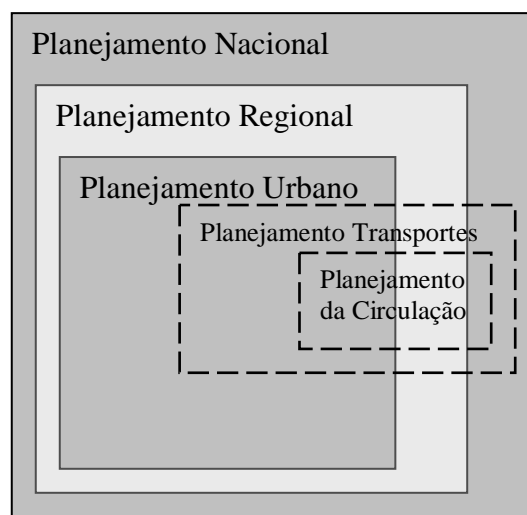 Planejamento Nacional
Planejamento Regional
Planejamento Urbano
Planejamento Transportes
Planejamento
da Circulação